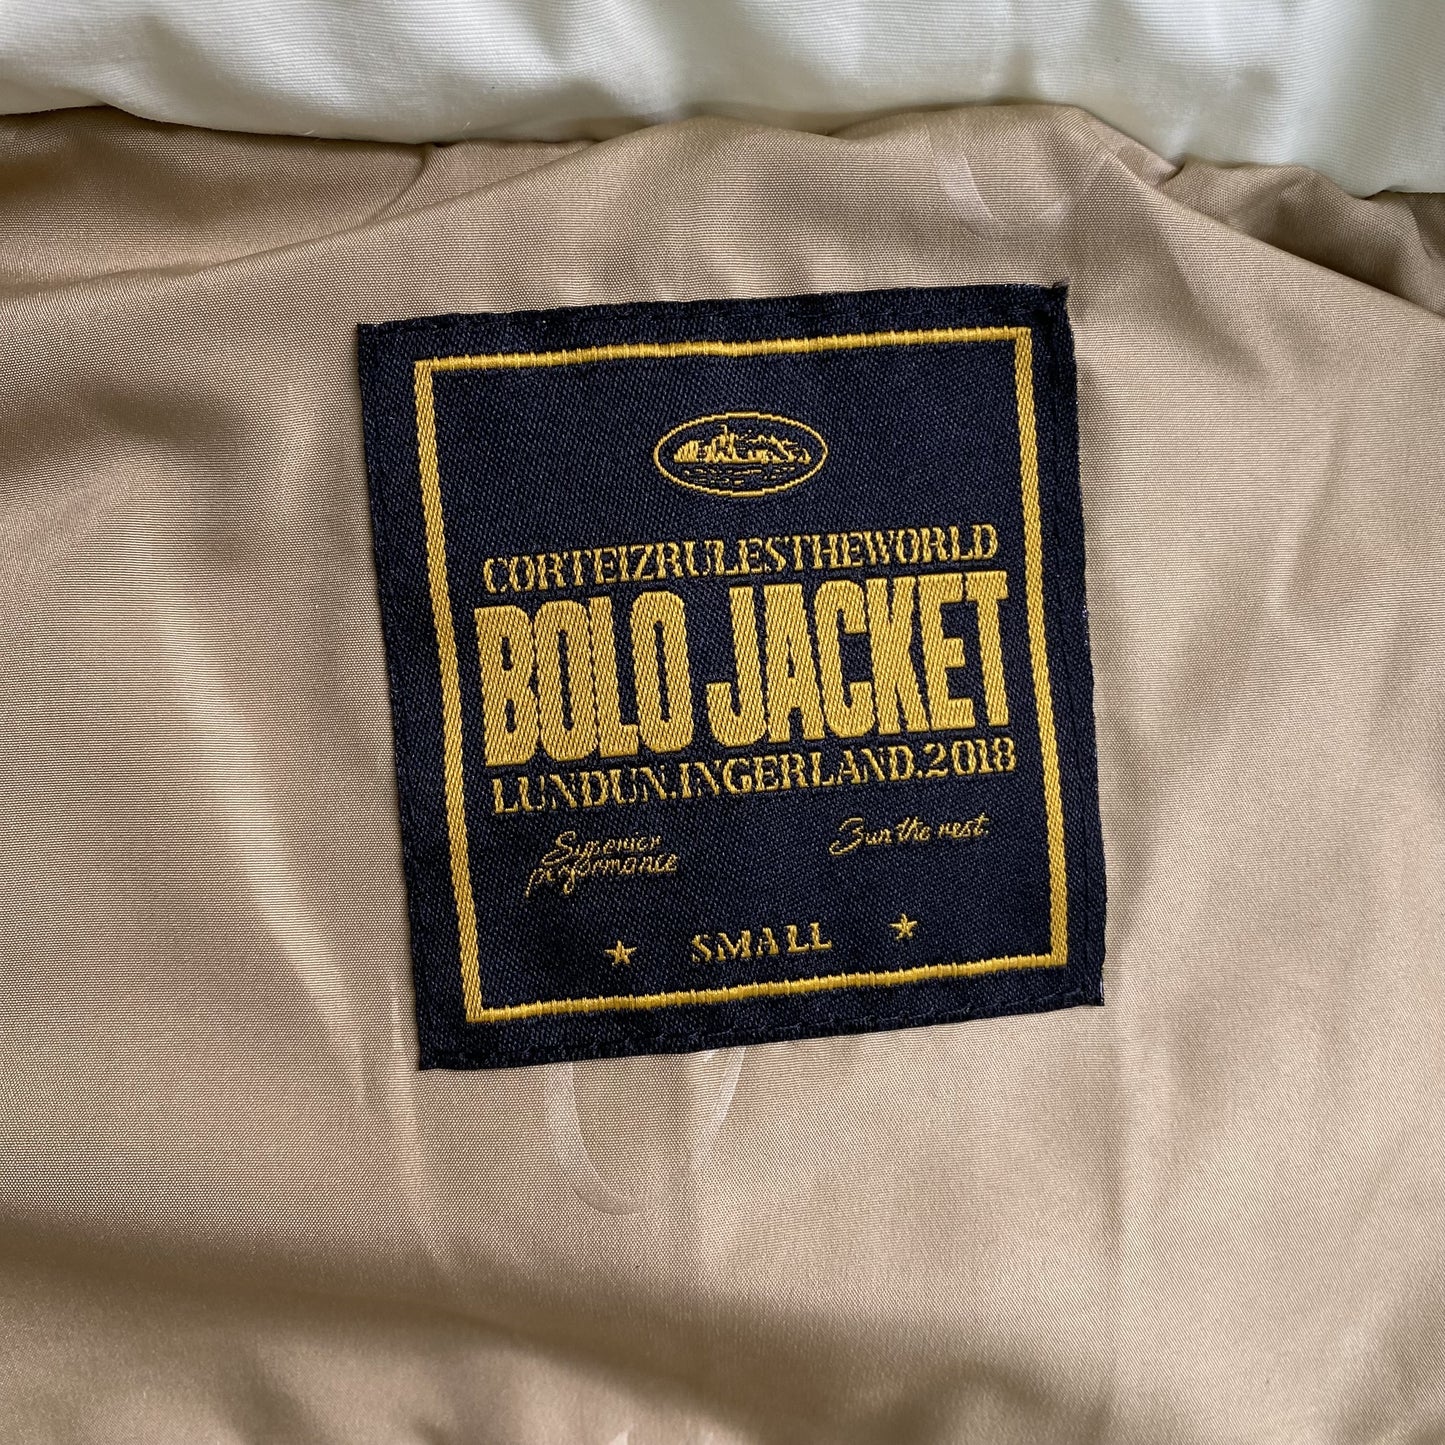 CORTEIZRULESTHEWORLD
BOLO JACKET
LUNDUN.INGERLAND.2018
Superior performance
Run the rest.
SMALL